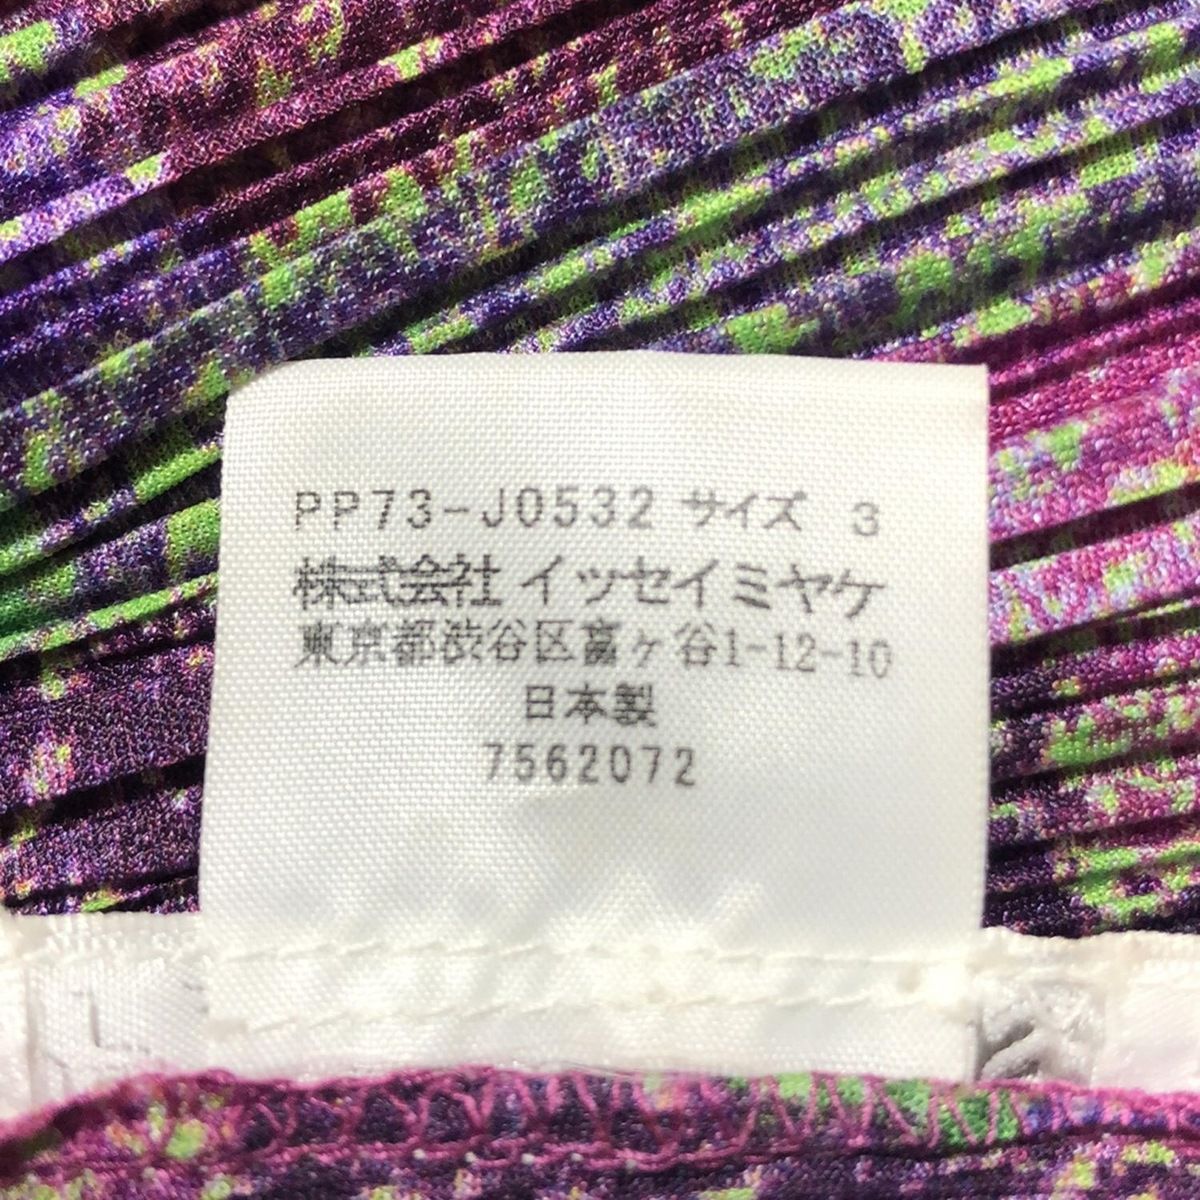 PP73-J0532 サイズ 3
株式会社 イッセイミヤケ
東京都渋谷区富ヶ谷1-12-10
日本製
7562072